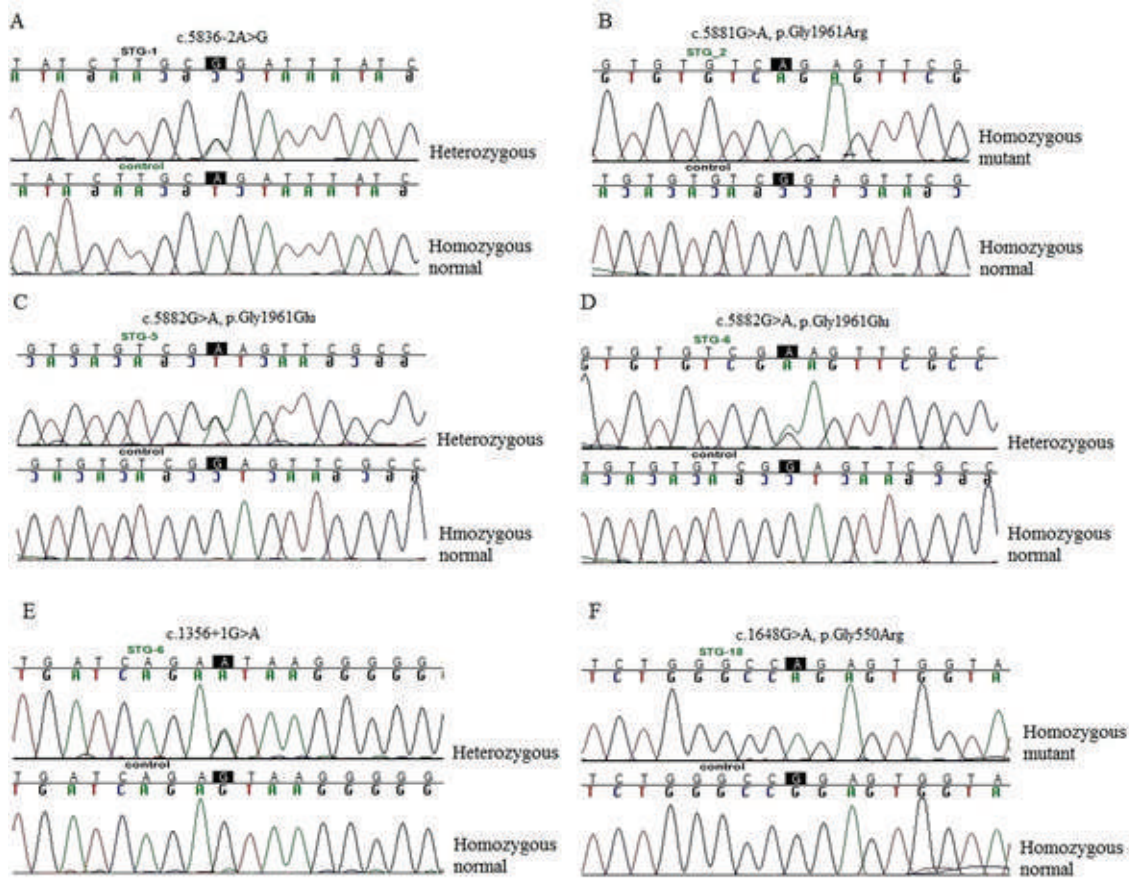 A
c.5836-2A>G
STG-1
T A T C T T G C G G A T T T A T C
A T A G A A C G C C T A A A T A G
Heterozygous
control
T A T C T T G C A G A T T T A T C
A T A G A A C G T C T A A A T A G
Homozygous
normal
B
c.5881G>A, p.Gly1961Arg
STG_2
G T G T G T C A G A G T T C G
G T G T G T C A G A G T T C G
Homozygous
mutant
control
T G T G T G T C G G A G T T C G
A C A C A C A G C C T C A A G C
Homozygous
normal
C
c.5882G>A, p.Gly1961Glu
STG-5
G T G T G T C G A A G T T C G C C
C A C A C A G C T T C A A G C G G
Heterozygous
control
G T G T G T C G G A G T T C G C C
C A C A C A G C C T C A A G C G G
Hmozygous
normal
D
c.5882G>A, p.Gly1961Glu
STG-6
G T G T G T C G A A G T T C G C C
G T G T G T C G A A G T T C G C C
Heterozygous
control
T G T G T G T C G G A G T T C G C C
A C A C A C A G C C T C A A G C G G
Homozygous
normal
E
c.1356+1G>A
STG-6
T G A T C A G A A T A A G G G G G
T G A T C A G A A T A A G G G G G
Heterozygous
control
T G A T C A G A G T A A G G G G G
T G A T C A G A G T A A G G G G G
Homozygous
normal
F
c.1648G>A, p.Gly550Arg
STG-18
T C T G G G C C A G A G T G G T A
T C T G G G C C A G A G T G G T A
Homozygous
mutant
control
T C T G G G C C G G A G T G G T A
T C T G G G C C G G A G T G G T A
Homozygous
normal